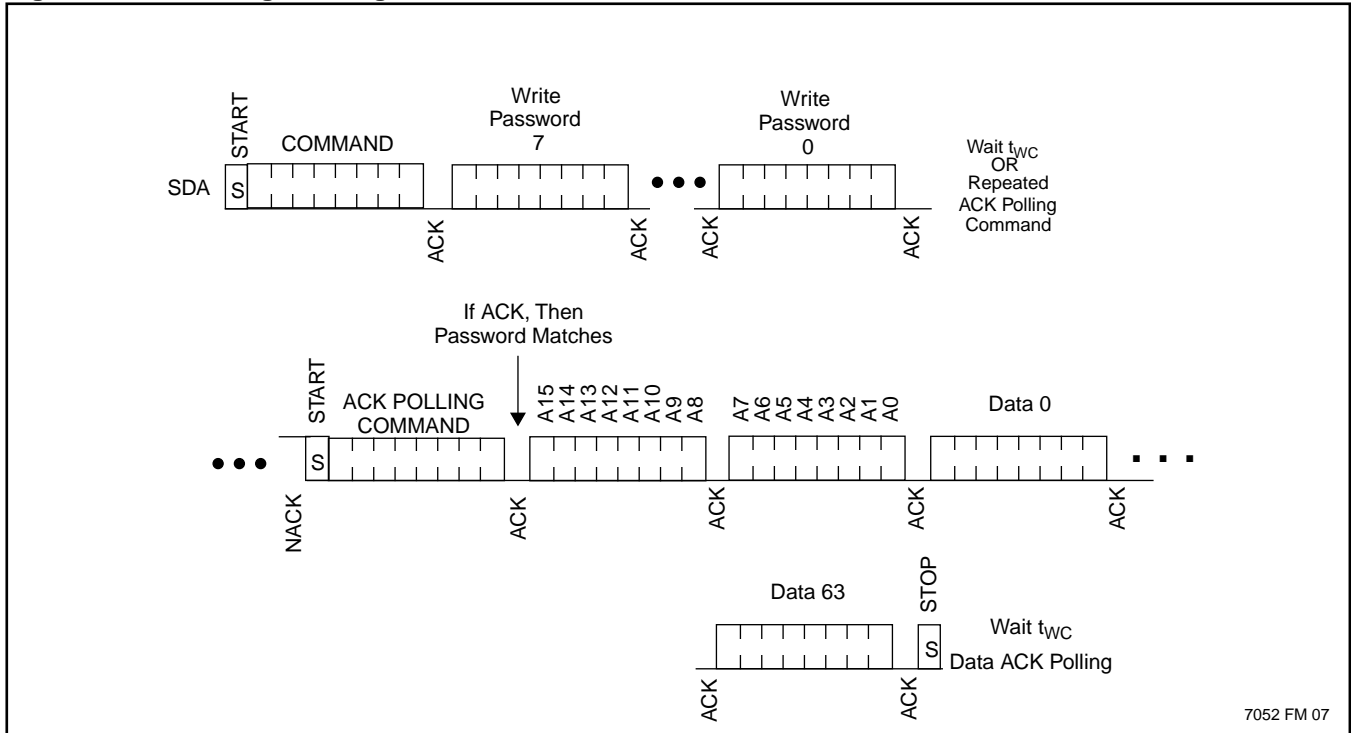 START
COMMAND
Write
Password
7
Write
Password
0
Wait tWC
OR
Repeated
ACK Polling
Command
SDA
S
ACK
ACK
ACK
ACK
If ACK, Then
Password Matches
START
ACK POLLING
COMMAND
A15
A14
A13
A12
A11
A10
A9
A8
A7
A6
A5
A4
A3
A2
A1
A0
Data 0
S
NACK
ACK
ACK
ACK
ACK
Data 63
STOP
S
Wait tWC
Data ACK Polling
ACK
ACK
7052 FM 07